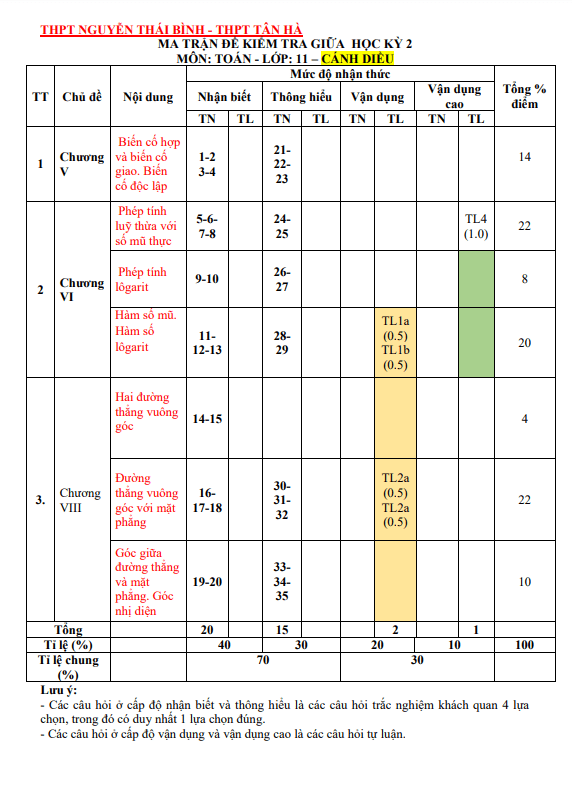 THPT NGUYỄN THÁI BÌNH - THPT TÂN HÀ
MA TRẬN ĐỀ KIỂM TRA GIỮA HỌC KỲ 2
MÔN: TOÁN - LỚP: 11 – CÁNH DIỀU
TT
Chủ đề
Nội dung
Mức độ nhận thức
Tổng %
điểm
Nhận biết
Thông hiểu
Vận dụng
Vận dụng
cao
TN
TL
TN
TL
TN
TL
TN
TL
1
Chương
V
Biến cố hợp
và biến cố
giao. Biến
cố độc lập
1-2
3-4
21-
22-
23
14
2
Chương
VI
Phép tính
luỹ thừa với
số mũ thực
5-6-
7-8
24-
25
TL4
(1.0)
22
Phép tính
lôgarit
9-10
26-
27
8
Hàm số mũ.
Hàm số
lôgarit
11-
12-13
28-
29
TL1a
(0.5)
TL1b
(0.5)
20
3.
Chương
VIII
Hai đường
thẳng vuông
góc
14-15
4
Đường
thẳng vuông
góc với mặt
phẳng
16-
17-18
30-
31-
32
TL2a
(0.5)
TL2a
(0.5)
22
Góc giữa
đường thẳng
và mặt
phẳng. Góc
nhị diện
19-20
33-
34-
35
10
Tổng
20
15
2
1
Tỉ lệ (%)
40
30
20
10
100
Tỉ lệ chung
(%)
70
30
Lưu ý:
- Các câu hỏi ở cấp độ nhận biết và thông hiểu là các câu hỏi trắc nghiệm khách quan 4 lựa
chọn, trong đó có duy nhất 1 lựa chọn đúng.
- Các câu hỏi ở cấp độ vận dụng và vận dụng cao là các câu hỏi tự luận.